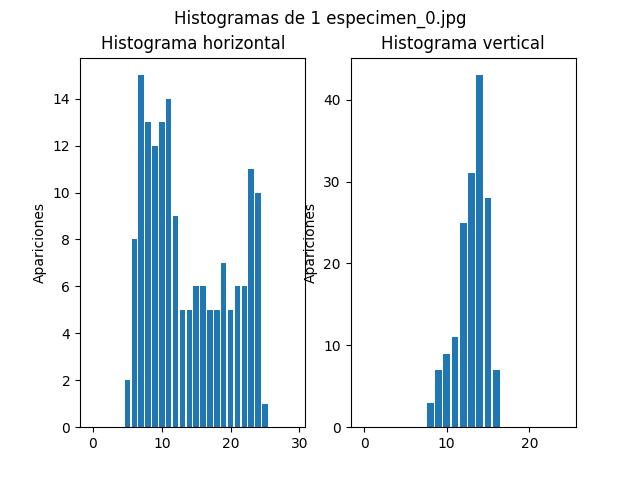 Histogramas de 1 especimen_0.jpg
Histograma horizontal
Histograma vertical
Apariciones
14
12
10
8
6
4
2
0
0 10 20 30
Apariciones
40
30
20
10
0
0 10 20